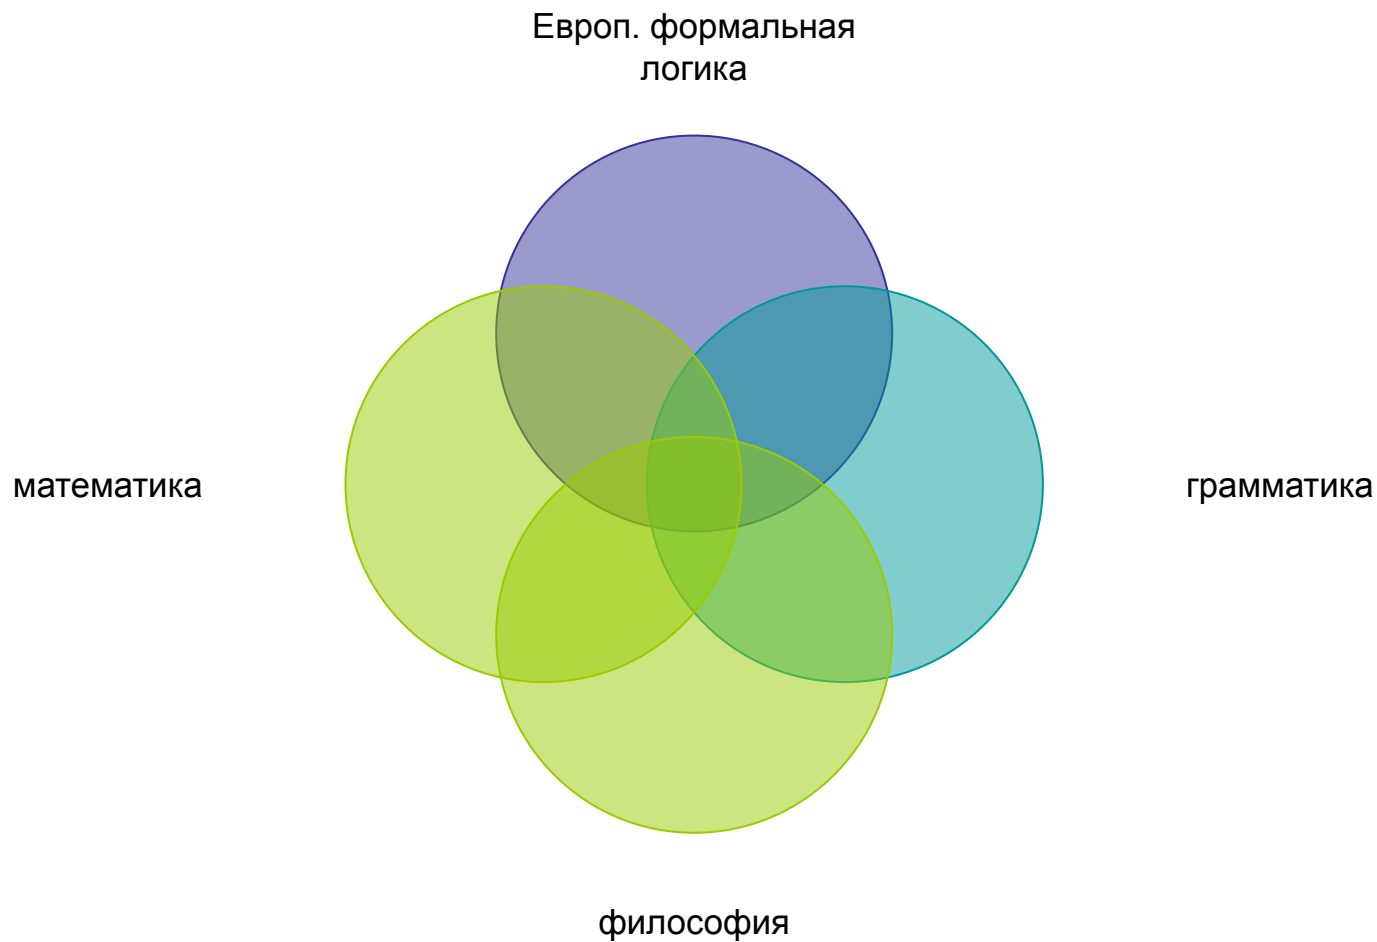 Европ. формальная
логика
математика
грамматика
философия